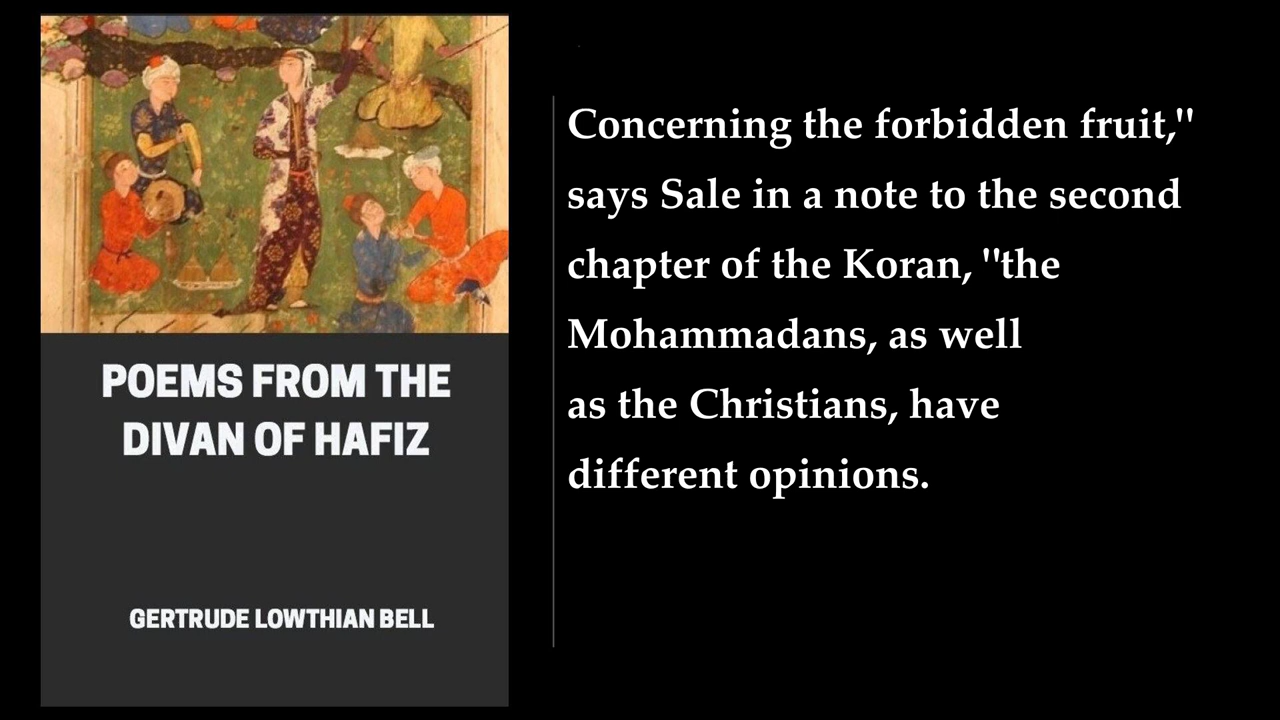 POEMS FROM THE
DIVAN OF HAFIZ
GERTRUDE LOWTHIAN BELL
Concerning the forbidden fruit,"
says Sale in a note to the second
chapter of the Koran, "the
Mohammadans, as well
as the Christians, have
different opinions.